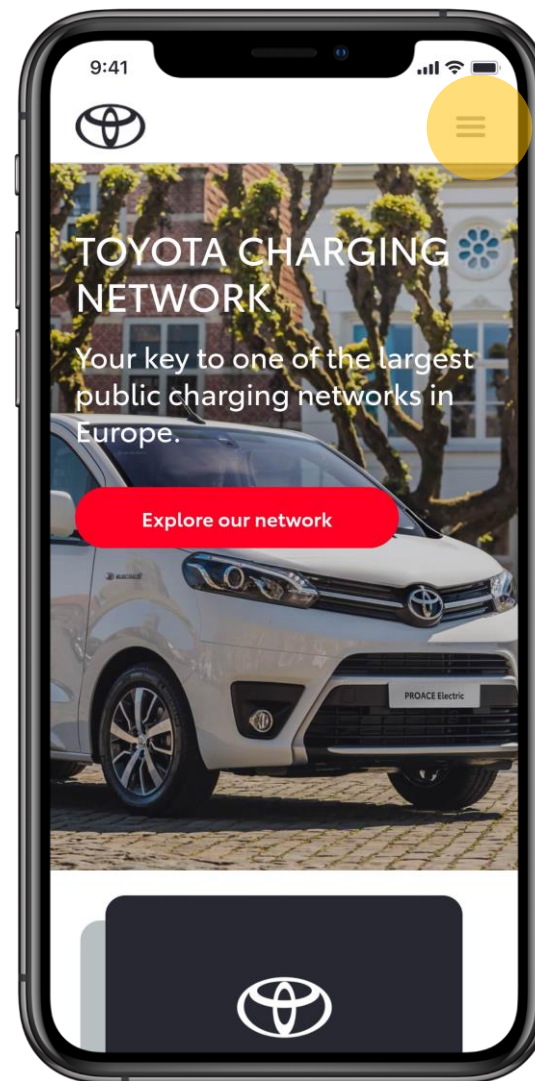 9:41
TOYOTA CHARGING
NETWORK
Your key to one of the largest
public charging networks in
Europe.
Explore our network
PROACE Electric